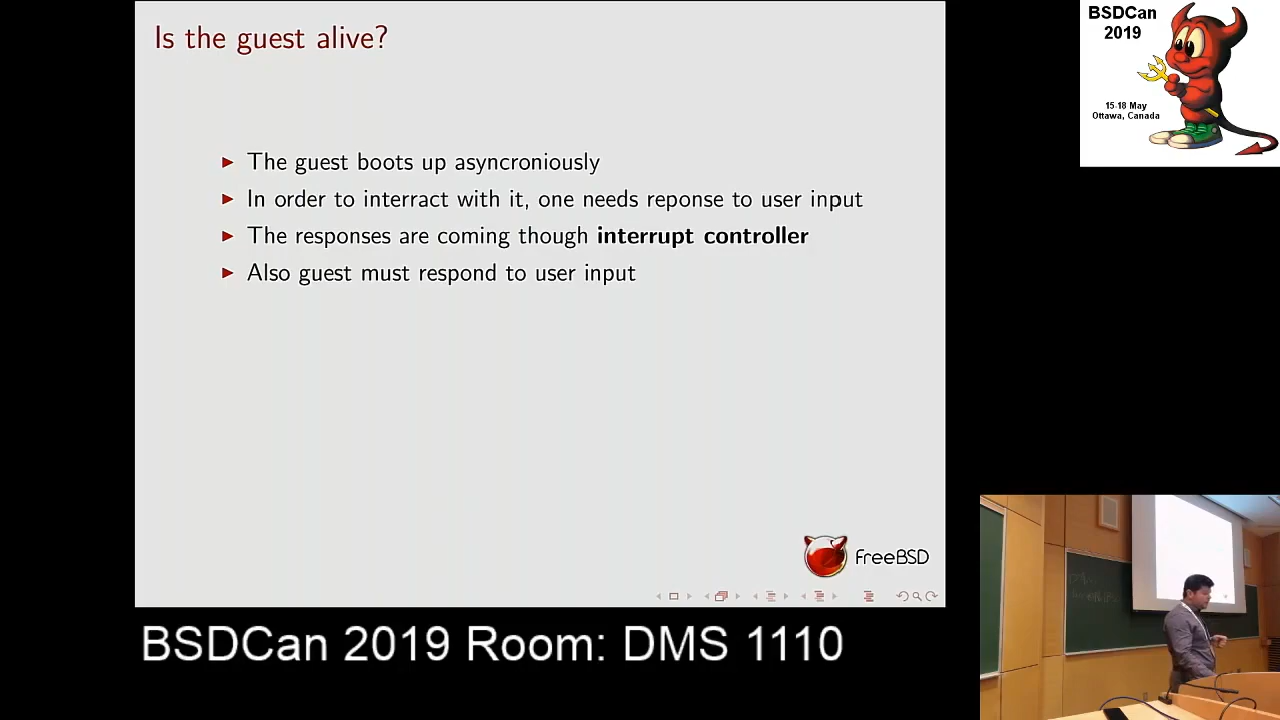 Is the guest alive?
The guest boots up asyncroniously
In order to interract with it, one needs reponse to user input
The responses are coming though interrupt controller
Also guest must respond to user input
FreeBSD
BSDCan 2019 Room: DMS 1110
BSDCan
2019
15-18 May
Ottawa, Canada